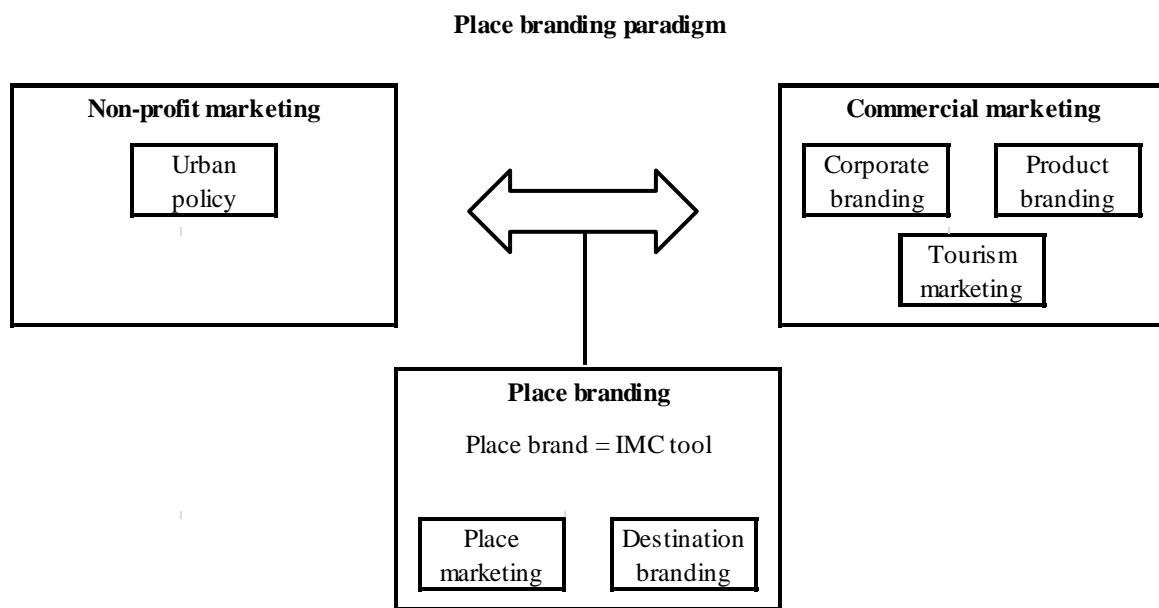 Place branding paradigm
Non-profit marketing
Urban
policy
Commercial marketing
Corporate
branding
Product
branding
Tourism
marketing
Place branding
Place brand = IMC tool
Place
marketing
Destination
branding